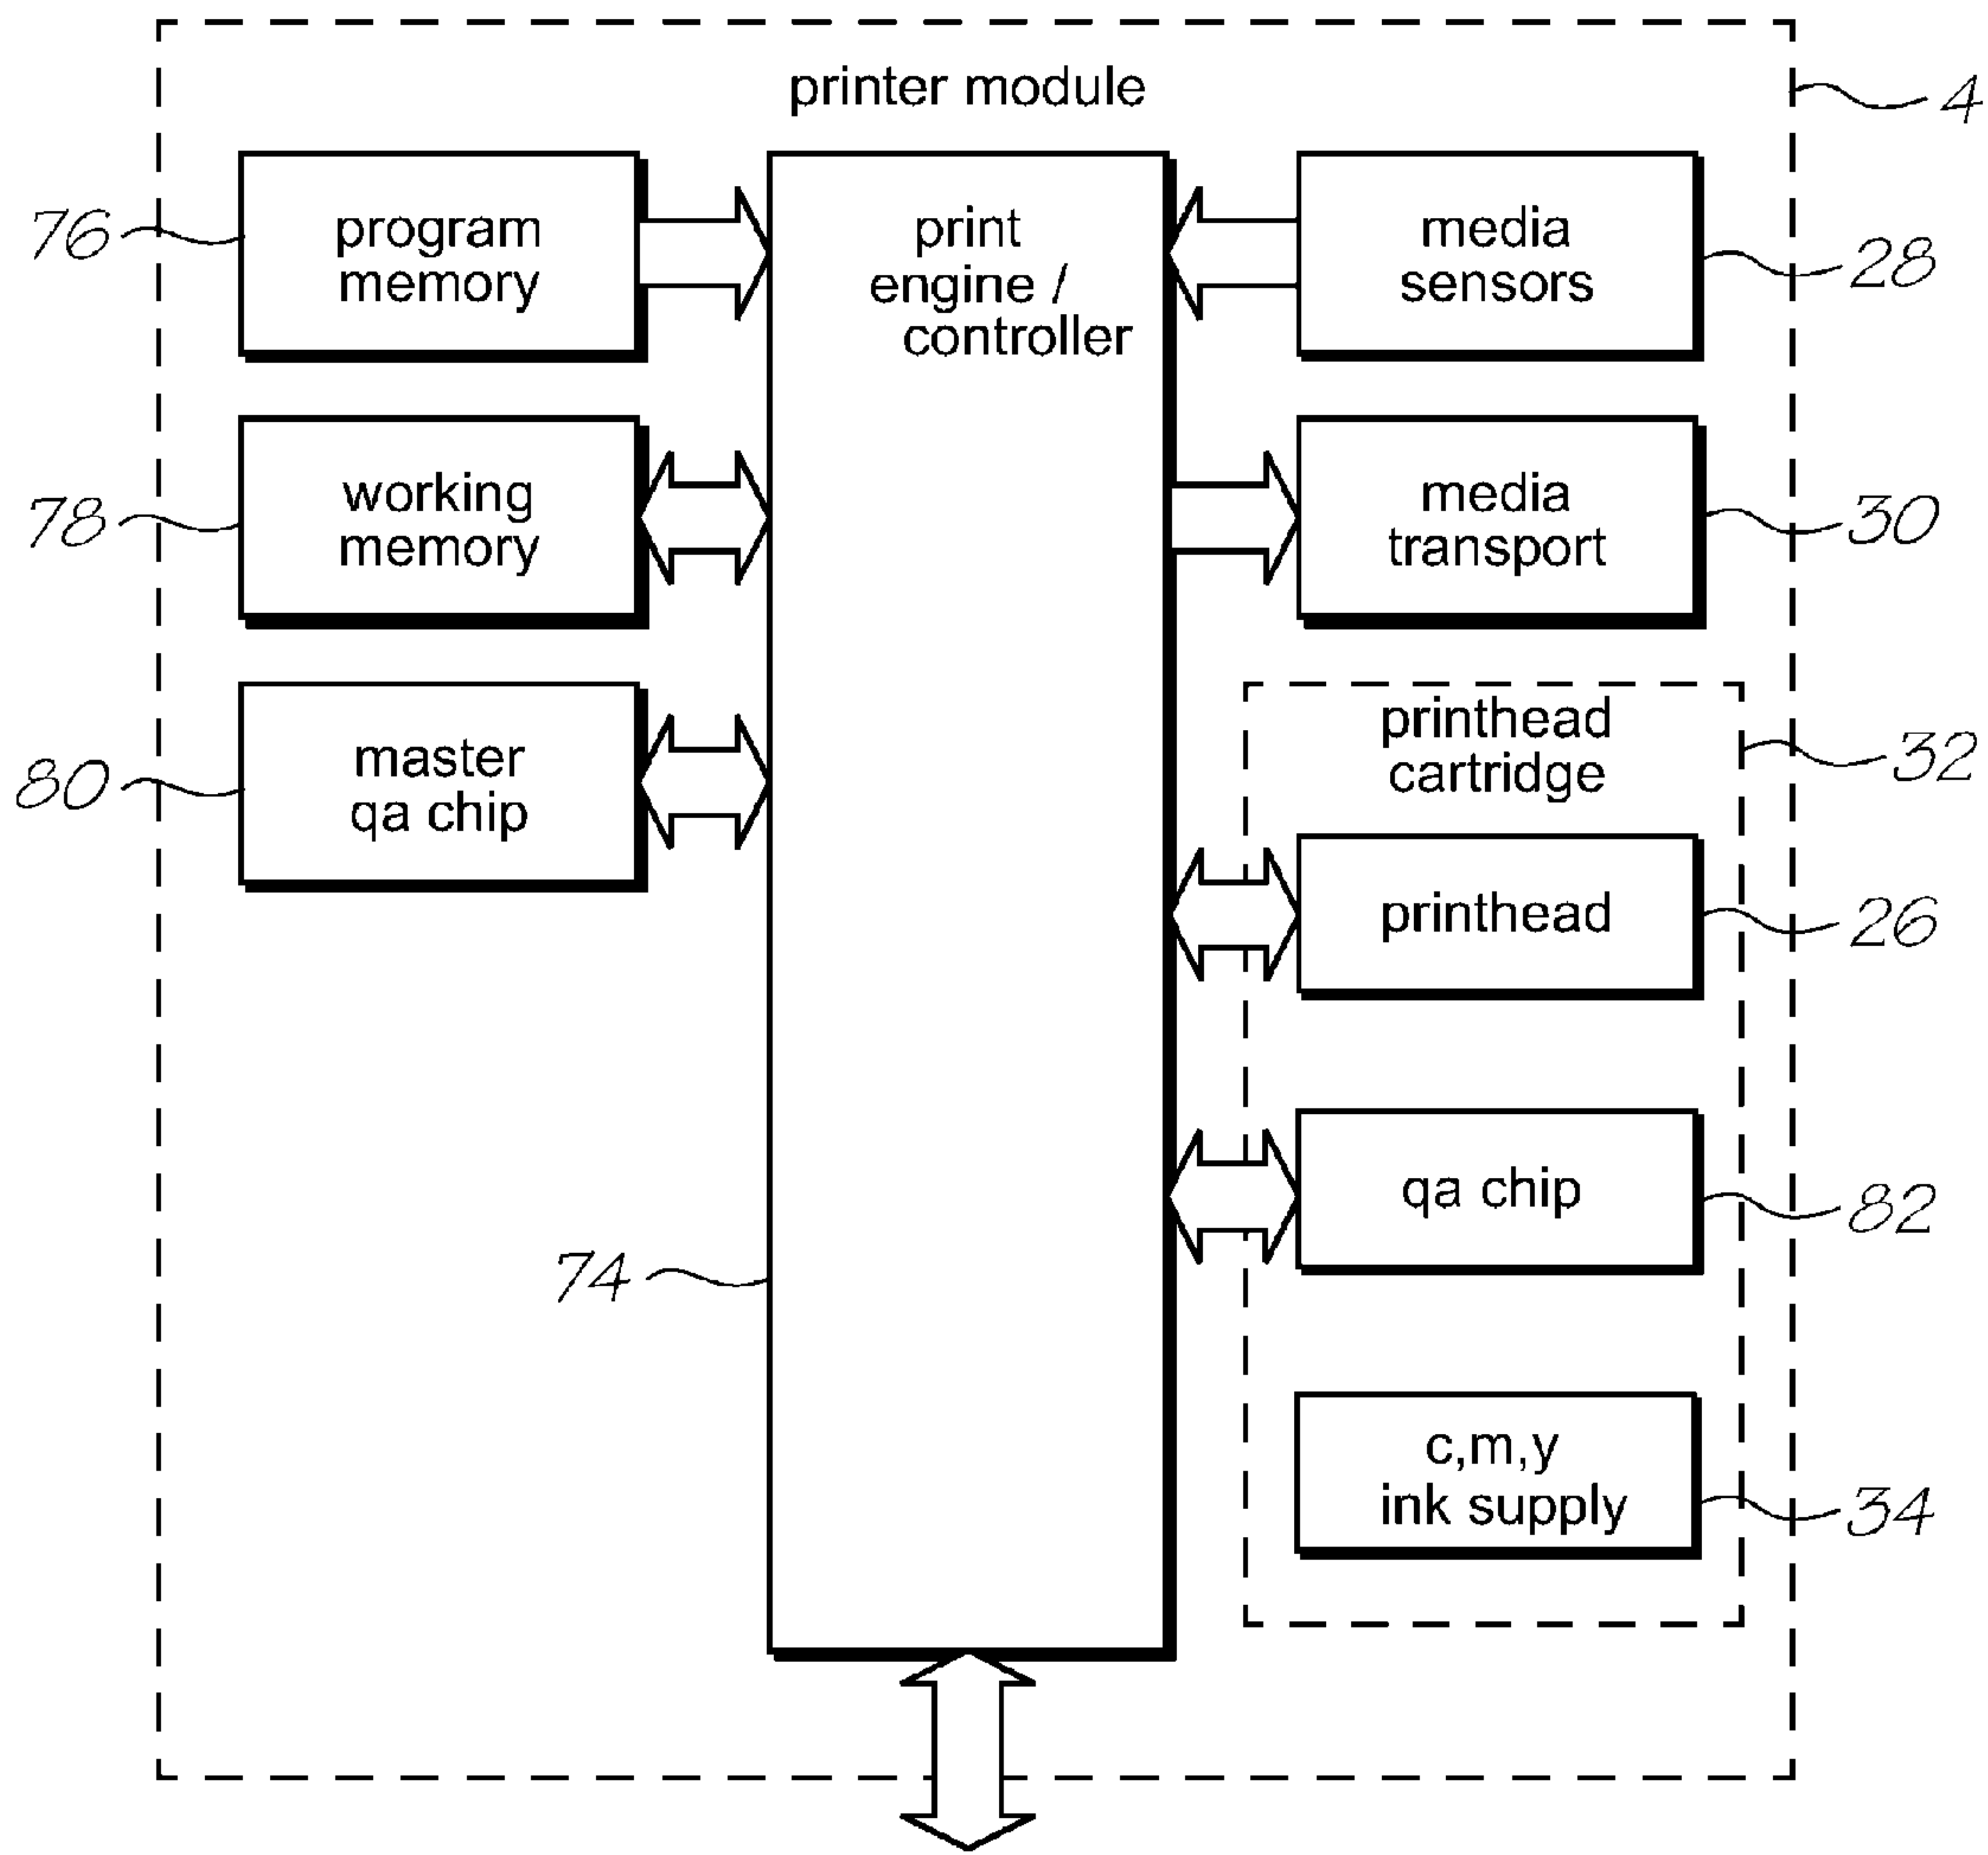 printer module
4
76
program
memory
print
engine /
controller
media
sensors
28
78
working
memory
media
transport
30
80
master
qa chip
printhead
cartridge
32
printhead
26
74
qa chip
82
c,m,y
ink supply
34